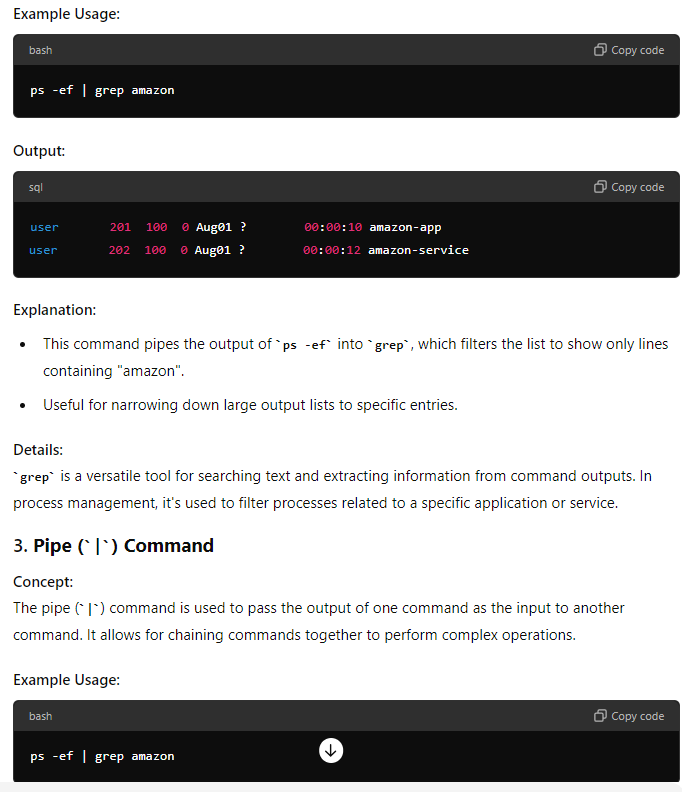 Example Usage:
bash Copy code
ps -ef | grep amazon
Output:
sql Copy code
user 201 100 0 Aug01 ? 00:00:10 amazon-app
user 202 100 0 Aug01 ? 00:00:12 amazon-service
Explanation:
• This command pipes the output of `ps -ef` into `grep`, which filters the list to show only lines
containing "amazon".
• Useful for narrowing down large output lists to specific entries.
Details:
`grep` is a versatile tool for searching text and extracting information from command outputs. In
process management, it's used to filter processes related to a specific application or service.
3. Pipe (`|`) Command
Concept:
The pipe (`|`) command is used to pass the output of one command as the input to another
command. It allows for chaining commands together to perform complex operations.
Example Usage:
bash Copy code
ps -ef | grep amazon